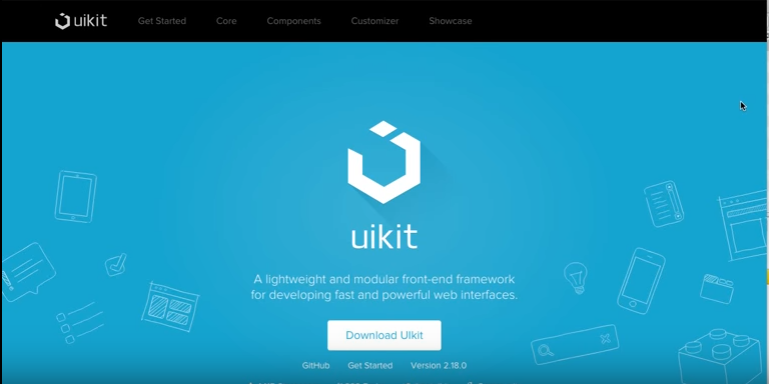 uikit Get Started Core Components Customizer Showcase
uikit
A lightweight and modular front-end framework
for developing fast and powerful web interfaces.
Download UIkit
GitHub Get Started Version 2.18.0